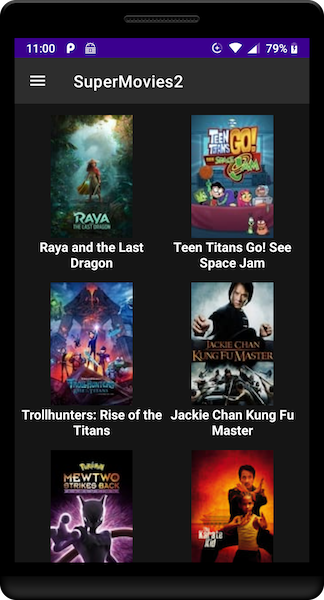 11:00
79%
SuperMovies2
RAYA
THE LAST DRAGON
TEEN
TITANS
GO!
SEE
SPACE
JAM
Raya and the Last
Dragon
Teen Titans Go! See
Space Jam
TROLLHUNTERS
RISE OF THE TITANS
JACKIE CHAN
KUNG FU MASTER
Trollhunters: Rise of the
Titans
Jackie Chan Kung Fu
Master
Pokémon
MEWTWO
STRIKES BACK
The
Karate
Kid